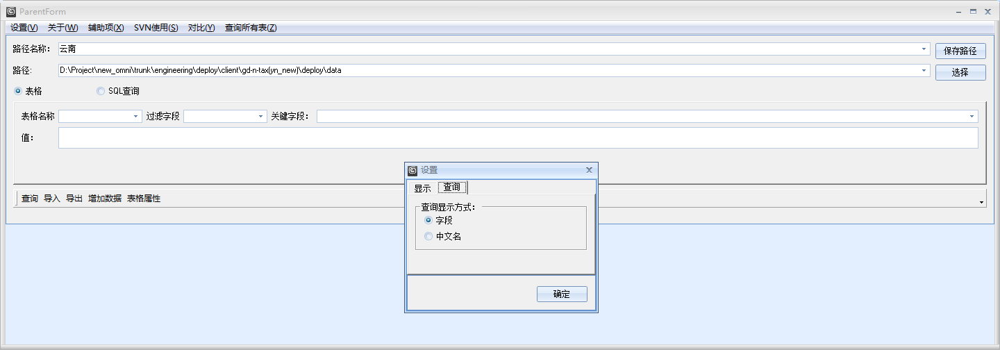 ParentForm
设置(V) 关于(W) 辅助项(X) SVN使用(S) 对比(Y) 查询所有表(Z)
路径名称： 云南 保存路径
路径: D:\Project\new_omni\trunk\engineering\deploy\client\gd-n-tax(yn_new)\deploy\data 选择
表格 SQL查询
表格名称 过滤字段 关键字段：
值：
查询 导入 导出 增加数据 表格属性
设置
显示 查询
查询显示方式：
字段
中文名
确定